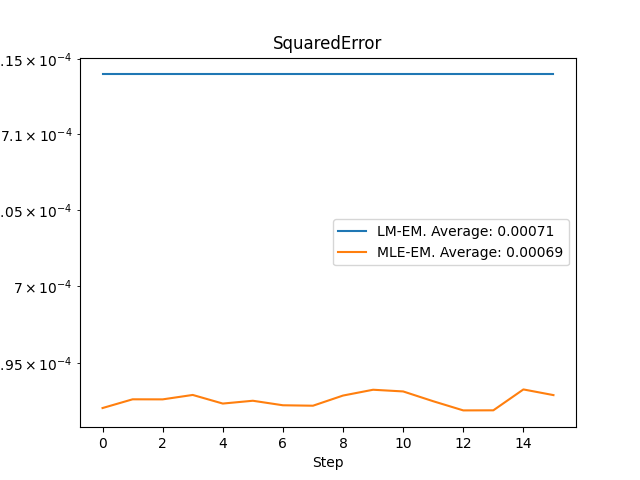 SquaredError
.15 × 10⁻⁴
7.1 × 10⁻⁴
.05 × 10⁻⁴
7 × 10⁻⁴
.95 × 10⁻⁴
LM-EM. Average: 0.00071
MLE-EM. Average: 0.00069
0 2 4 6 8 10 12 14
Step